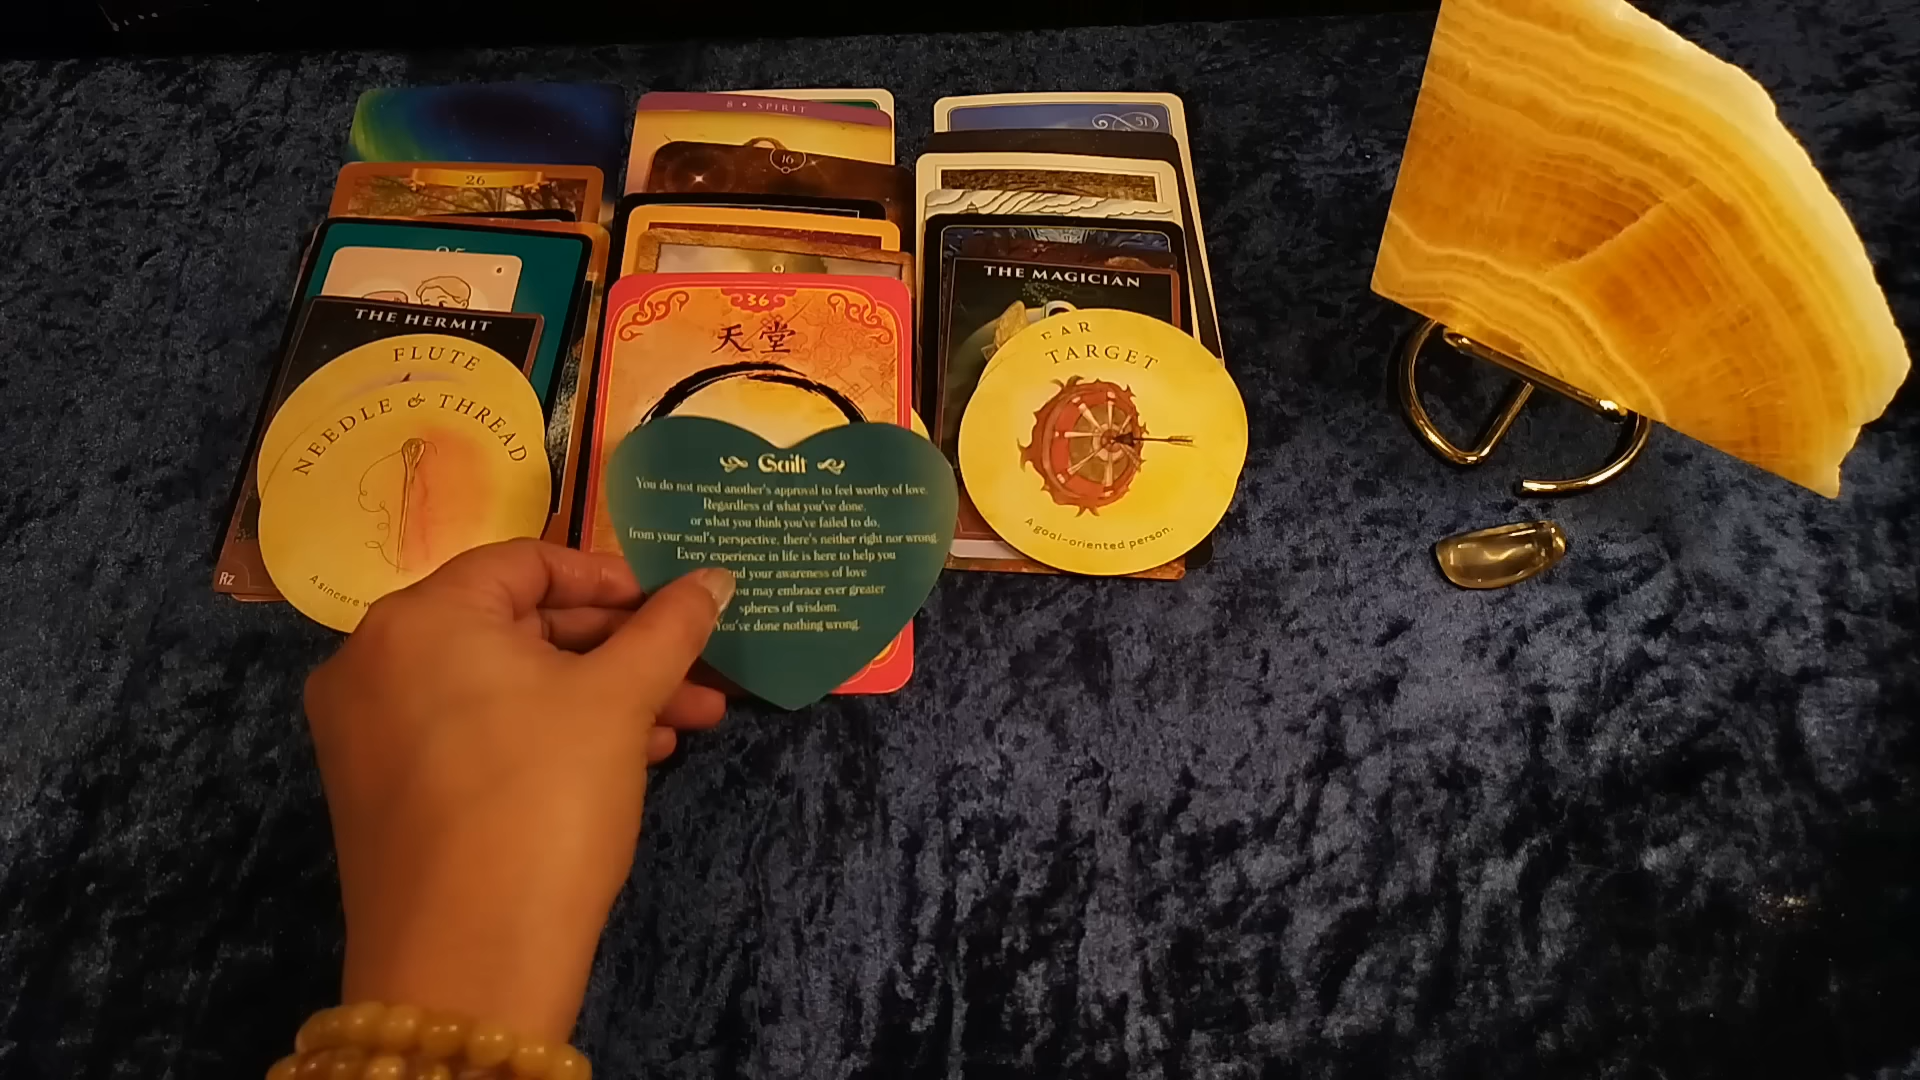 8 • SPIRIT
51
16
26
9
THE MAGICIAN
36
天堂
THE HERMIT
FLUTE
EAR
TARGET
NEEDLE & THREAD
Guilt
You do not need another's approval to feel worthy of love.
Regardless of what you've done,
or what you think you've failed to do,
from your soul's perspective, there's neither right nor wrong.
Every experience in life is here to help you
your awareness of love
you may embrace ever greater
spheres of wisdom.
You've done nothing wrong.
A goal-oriented person.
Rz
A sincere